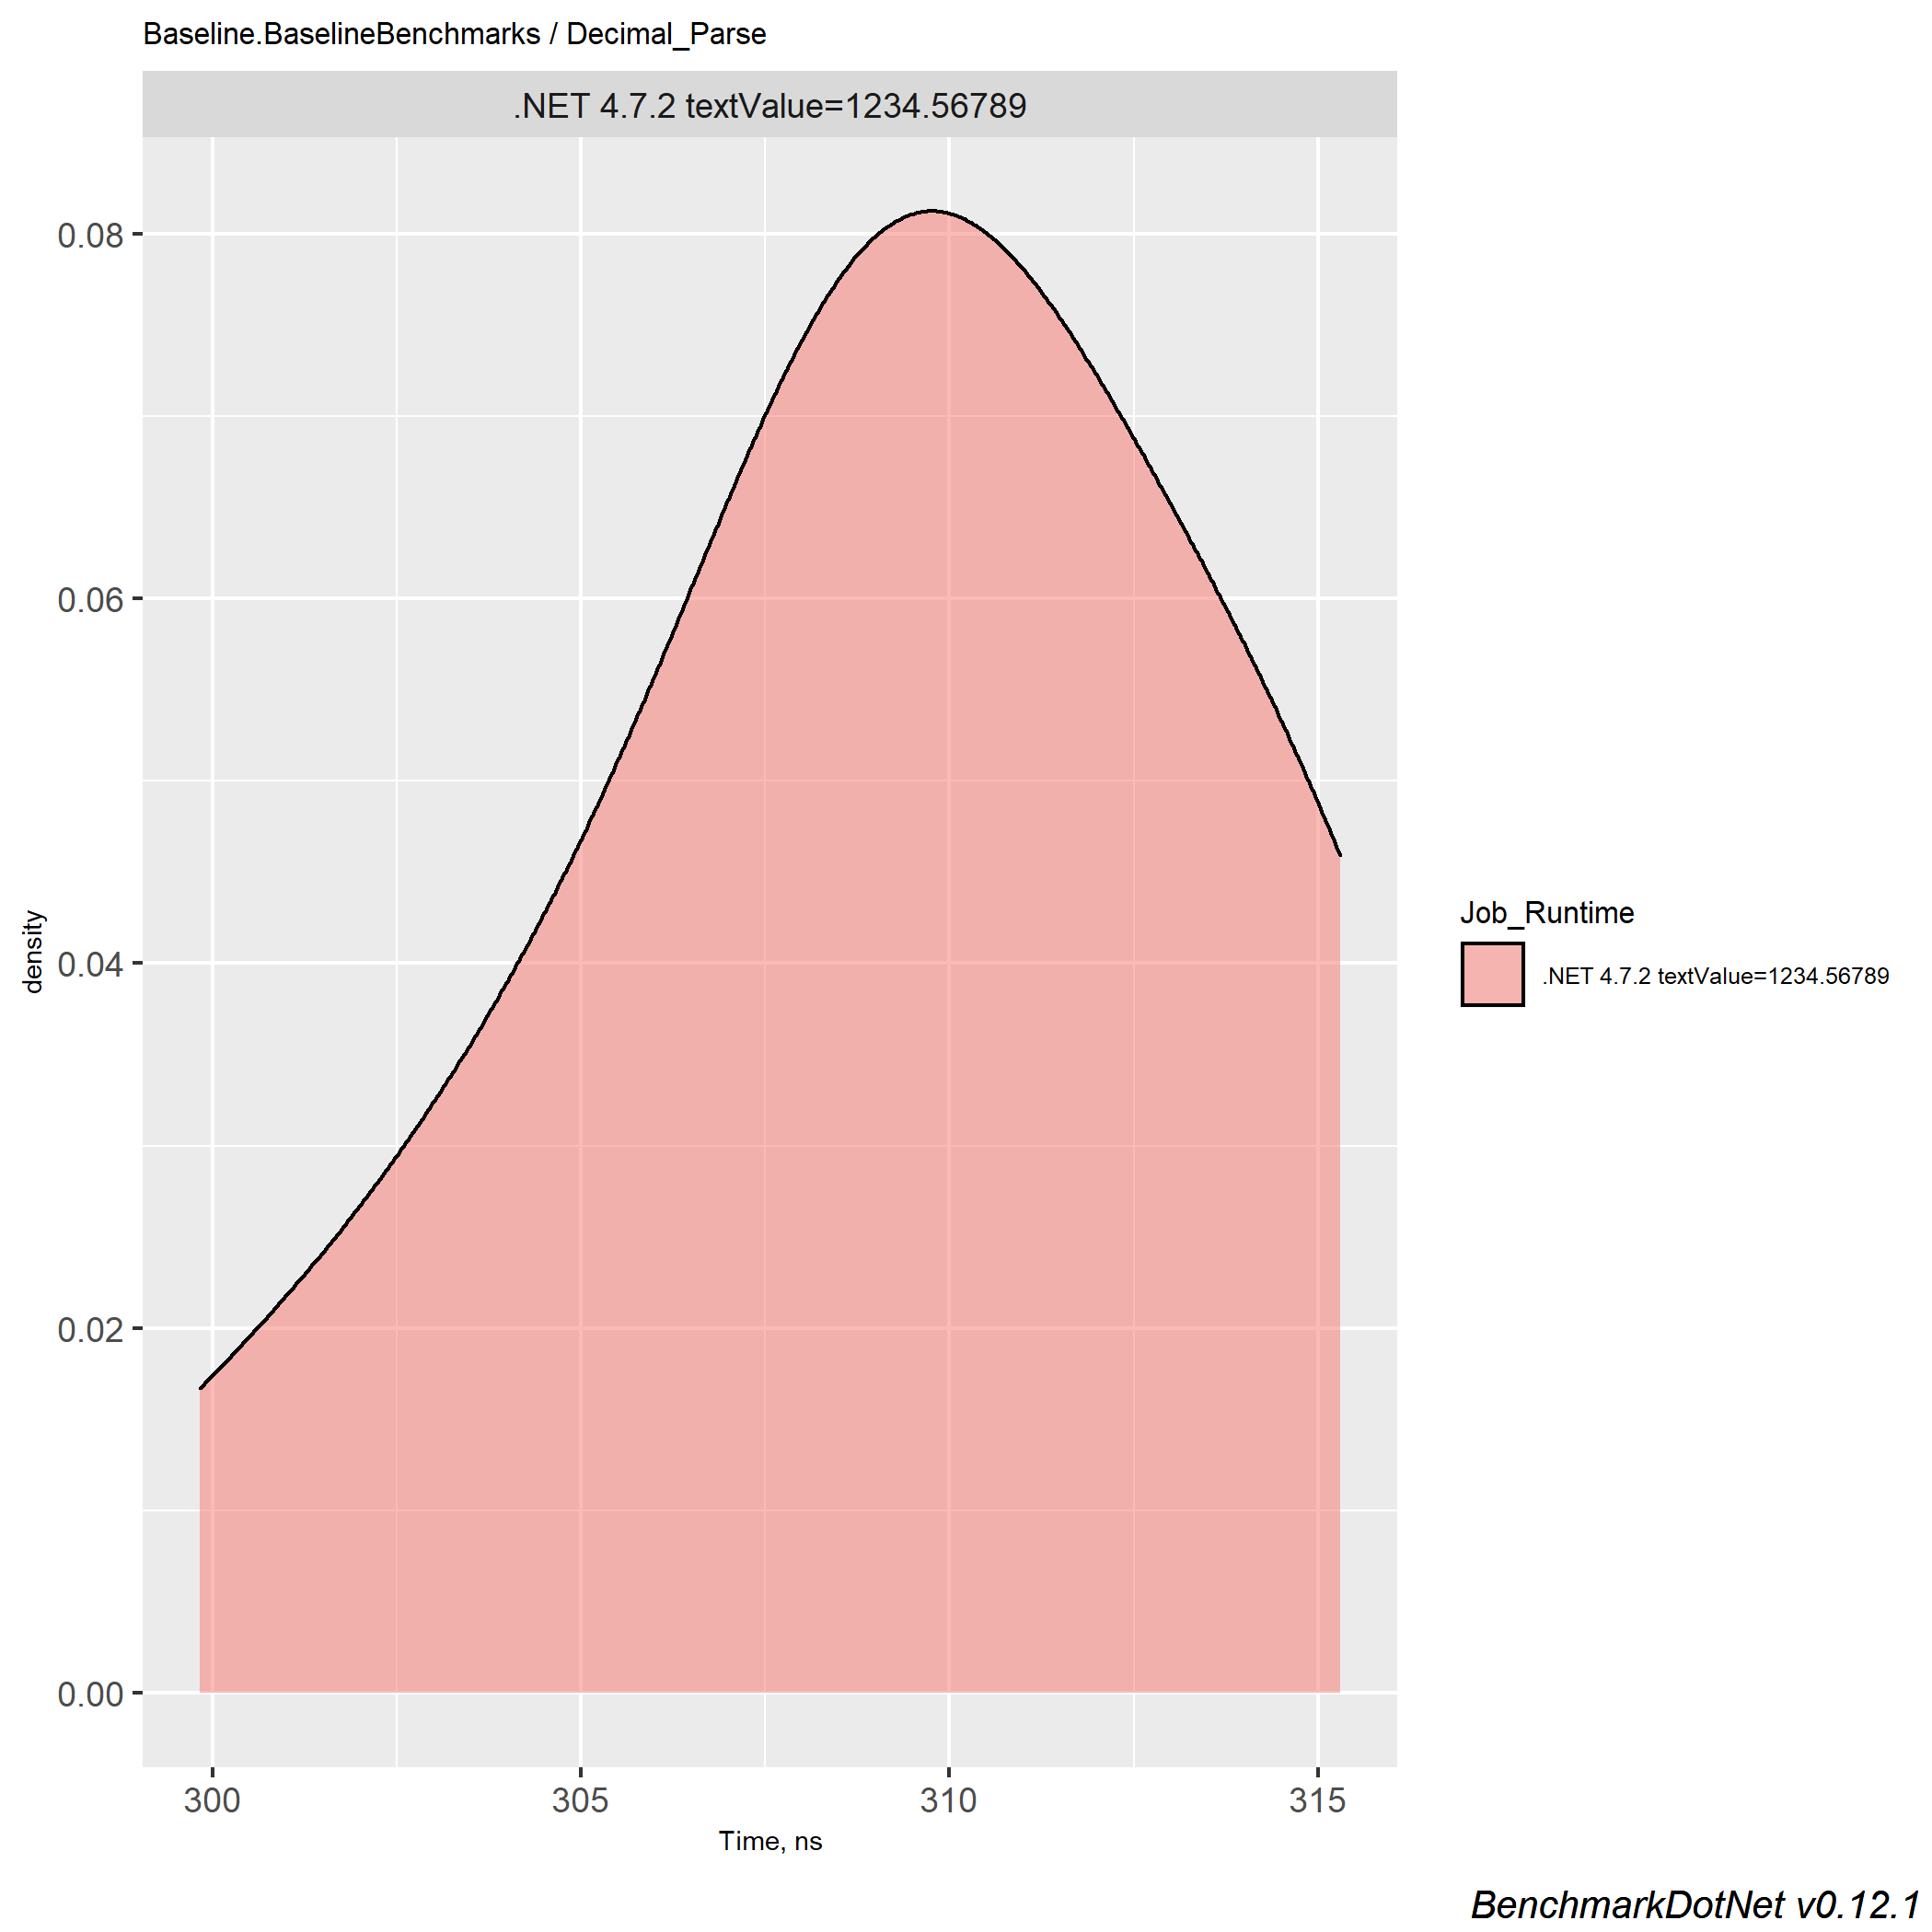 Baseline.BaselineBenchmarks / Decimal_Parse
.NET 4.7.2 textValue=1234.56789
0.08
0.06
0.04
0.02
0.00
density
300 305 310 315
Time, ns
Job_Runtime
.NET 4.7.2 textValue=1234.56789
BenchmarkDotNet v0.12.1